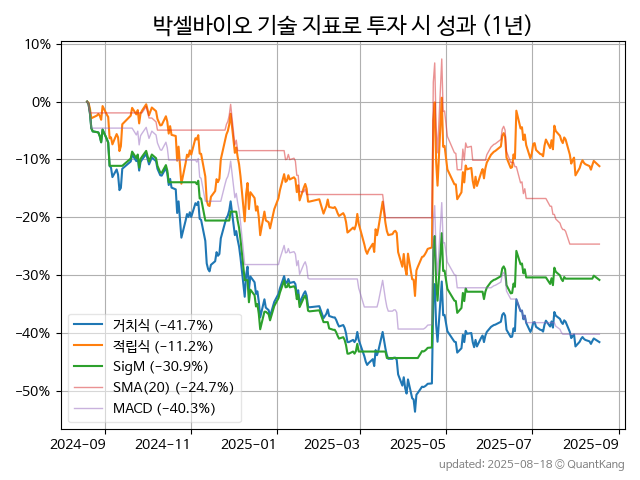 박셀바이오 기술 지표로 투자 시 성과 (1년)
10%
0%
−10%
−20%
−30%
−40%
−50%
거치식 (−41.7%)
적립식 (−11.2%)
SigM (−30.9%)
SMA(20) (−24.7%)
MACD (−40.3%)
2024−09
2024−11
2025−01
2025−03
2025−05
2025−07
2025−09
updated: 2025-08-18 © QuantKang